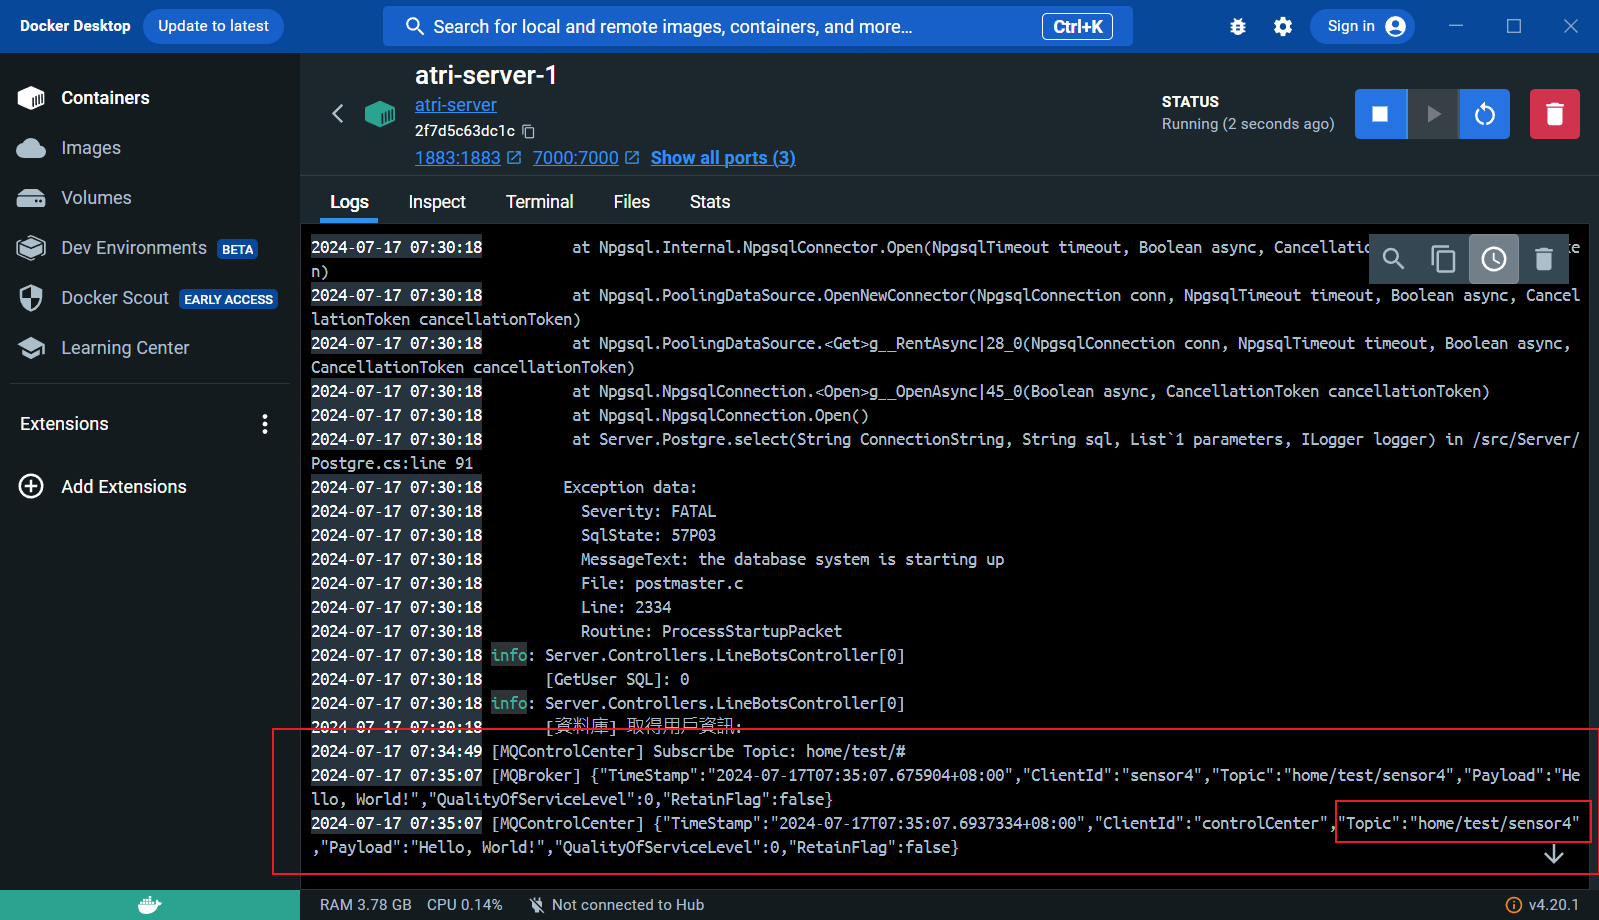 Docker Desktop Update to latest Search for local and remote images, containers, and more... Ctrl+K Sign in
Containers
Images
Volumes
Dev Environments BETA
Docker Scout EARLY ACCESS
Learning Center
Extensions
Add Extensions
atri-server-1
atri-server
2f7d5c63dc1c
1883:1883 7000:7000 Show all ports (3)
STATUS
Running (2 seconds ago)
Logs Inspect Terminal Files Stats
2024-07-17 07:30:18 at Npgsql.Internal.NpgsqlConnector.Open(NpgsqlTimeout timeout, Boolean async, Cancellatio te
n)
2024-07-17 07:30:18 at Npgsql.PoolingDataSource.OpenNewConnector(NpgsqlConnection conn, NpgsqlTimeout timeout, Boolean async, Cancel
lationToken cancellationToken)
2024-07-17 07:30:18 at Npgsql.PoolingDataSource.<Get>g__RentAsync|28_0(NpgsqlConnection conn, NpgsqlTimeout timeout, Boolean async,
CancellationToken cancellationToken)
2024-07-17 07:30:18 at Npgsql.NpgsqlConnection.<Open>g__OpenAsync|45_0(Boolean async, CancellationToken cancellationToken)
2024-07-17 07:30:18 at Npgsql.NpgsqlConnection.Open()
2024-07-17 07:30:18 at Server.Postgre.select(String ConnectionString, String sql, List`1 parameters, ILogger logger) in /src/Server/
Postgre.cs:line 91
2024-07-17 07:30:18 Exception data:
2024-07-17 07:30:18 Severity: FATAL
2024-07-17 07:30:18 SqlState: 57P03
2024-07-17 07:30:18 MessageText: the database system is starting up
2024-07-17 07:30:18 File: postmaster.c
2024-07-17 07:30:18 Line: 2334
2024-07-17 07:30:18 Routine: ProcessStartupPacket
2024-07-17 07:30:18 info: Server.Controllers.LineBotsController[0]
2024-07-17 07:30:18 [GetUser SQL]: 0
2024-07-17 07:30:18 info: Server.Controllers.LineBotsController[0]
2024-07-17 07:30:18 [資料庫] 取得用戶資訊:
2024-07-17 07:34:49 [MQControlCenter] Subscribe Topic: home/test/#
2024-07-17 07:35:07 [MQBroker] {"TimeStamp":"2024-07-17T07:35:07.675904+08:00","ClientId":"sensor4","Topic":"home/test/sensor4","Payload":"He
llo, World!","QualityOfServiceLevel":0,"RetainFlag":false}
2024-07-17 07:35:07 [MQControlCenter] {"TimeStamp":"2024-07-17T07:35:07.6937334+08:00","ClientId":"controlCenter","Topic":"home/test/sensor4"
,"Payload":"Hello, World!","QualityOfServiceLevel":0,"RetainFlag":false}
RAM 3.78 GB CPU 0.14% Not connected to Hub v4.20.1